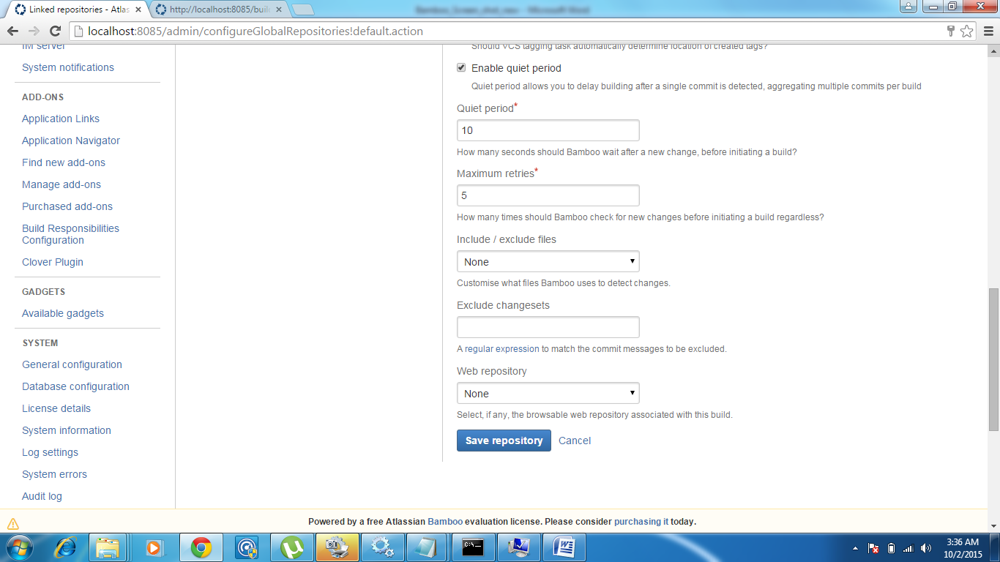 Linked repositories - Atlas
http://localhost:8085/build
Bamboo_Screen_shot_new - Microsoft Word
localhost:8085/admin/configureGlobalRepositories!default.action
IM server
System notifications
ADD-ONS
Application Links
Application Navigator
Find new add-ons
Manage add-ons
Purchased add-ons
Build Responsibilities
Configuration
Clover Plugin
GADGETS
Available gadgets
SYSTEM
General configuration
Database configuration
License details
System information
Log settings
System errors
Audit log
Should VCS tagging task automatically determine location of created tags?
Enable quiet period
Quiet period allows you to delay building after a single commit is detected, aggregating multiple commits per build
Quiet period*
10
How many seconds should Bamboo wait after a new change, before initiating a build?
Maximum retries*
5
How many times should Bamboo check for new changes before initiating a build regardless?
Include / exclude files
None
Customise what files Bamboo uses to detect changes.
Exclude changesets
A regular expression to match the commit messages to be excluded.
Web repository
None
Select, if any, the browsable web repository associated with this build.
Save repository Cancel
Powered by a free Atlassian Bamboo evaluation license. Please consider purchasing it today.
C:\_
3:36 AM
10/2/2015